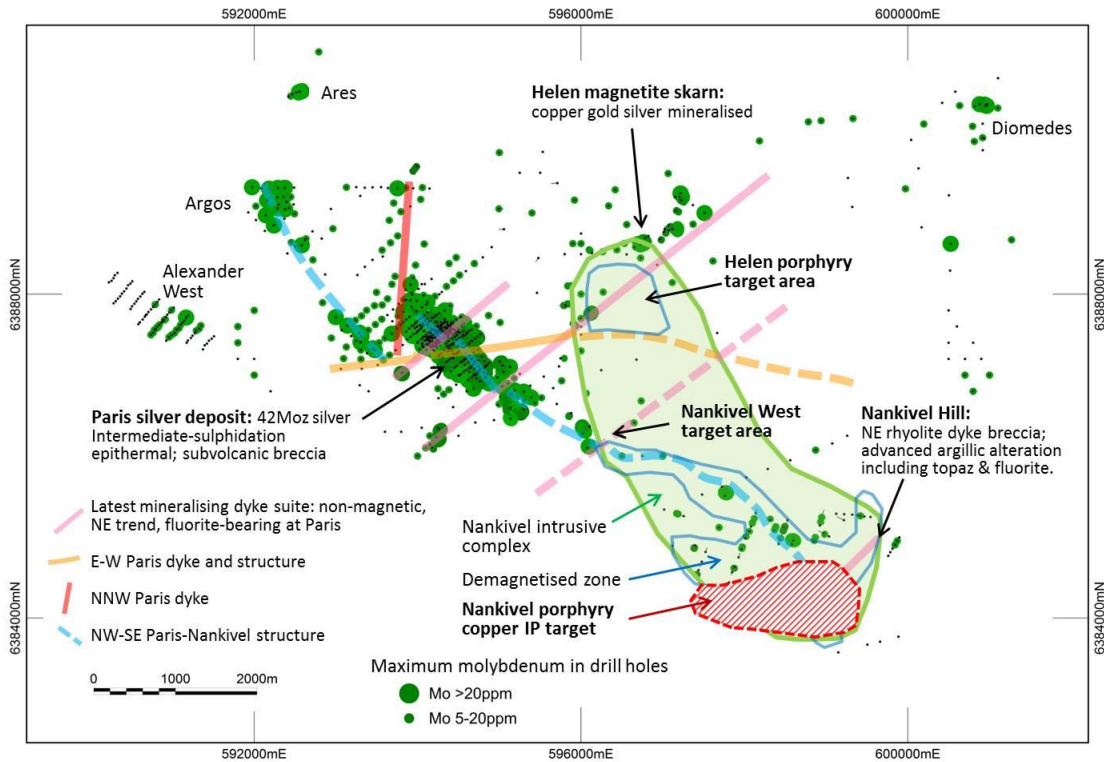 592000mE
596000mE
600000mE
Ares
Helen magnetite skarn:
copper gold silver mineralised
Diomedes
Argos
Alexander
West
Helen porphyry
target area
6388000mN
6388000mN
Paris silver deposit: 42Moz silver
Intermediate-sulphidation
epithermal; subvolcanic breccia
Nankivel West
target area
Nankivel Hill:
NE rhyolite dyke breccia;
advanced argillic alteration
including topaz & fluorite.
Latest mineralising dyke suite: non-magnetic,
NE trend, fluorite-bearing at Paris
E-W Paris dyke and structure
NNW Paris dyke
NW-SE Paris-Nankivel structure
Nankivel intrusive
complex
Demagnetised zone
Nankivel porphyry
copper IP target
6384000mN
6384000mN
0 1000 2000m
Maximum molybdenum in drill holes
Mo >20ppm
Mo 5-20ppm
592000mE
596000mE
600000mE